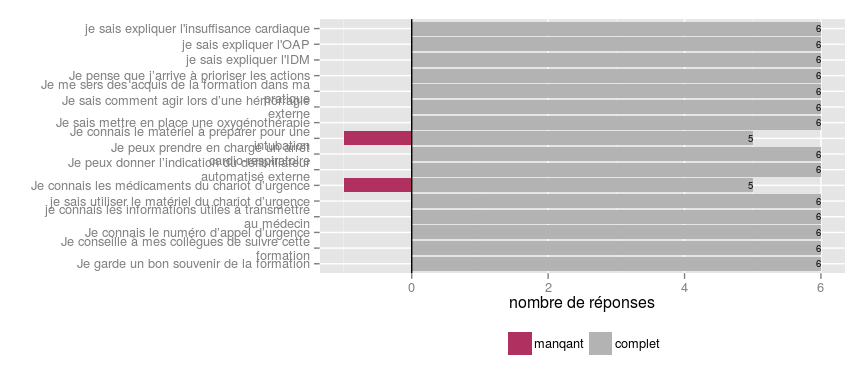 je sais expliquer l'insuffisance cardiaque
6
je sais expliquer l'OAP
6
je sais expliquer l'IDM
6
Je pense que j'arrive à prioriser les actions
6
Je me sers des acquis de la formation dans ma
pratique
6
Je sais comment agir lors d'une hémorragie
externe
6
Je sais mettre en place une oxygénothérapie
6
Je connais le matériel à préparer pour une
intubation
5
Je peux prendre en charge un arrêt
cardio-respiratoire
6
Je peux donner l'indication du défibrillateur
automatisé externe
6
Je connais les médicaments du chariot d'urgence
5
je sais utiliser le matériel du chariot d'urgence
6
je connais les informations utiles à transmettre
au médecin
6
Je connais le numéro d'appel d'urgence
6
Je conseille à mes collègues de suivre cette
formation
6
Je garde un bon souvenir de la formation
6
0 2 4 6
nombre de réponses
manqant complet